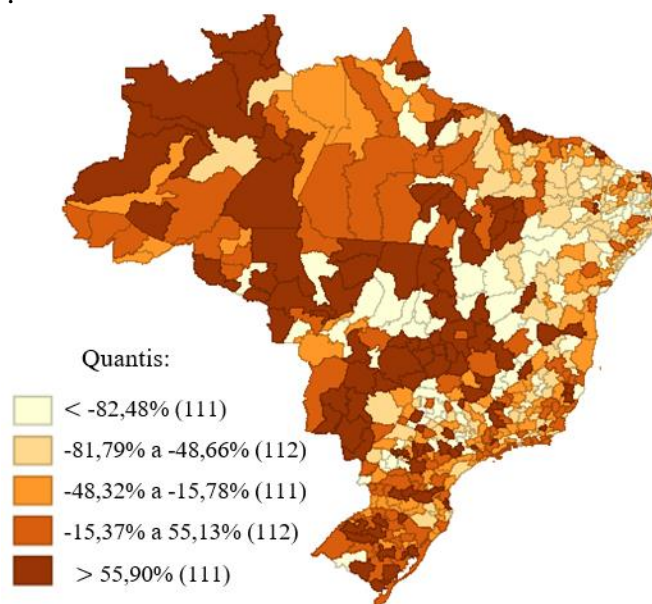 .
Quantis:
< -82,48% (111)
-81,79% a -48,66% (112)
-48,32% a -15,78% (111)
-15,37% a 55,13% (112)
> 55,90% (111)